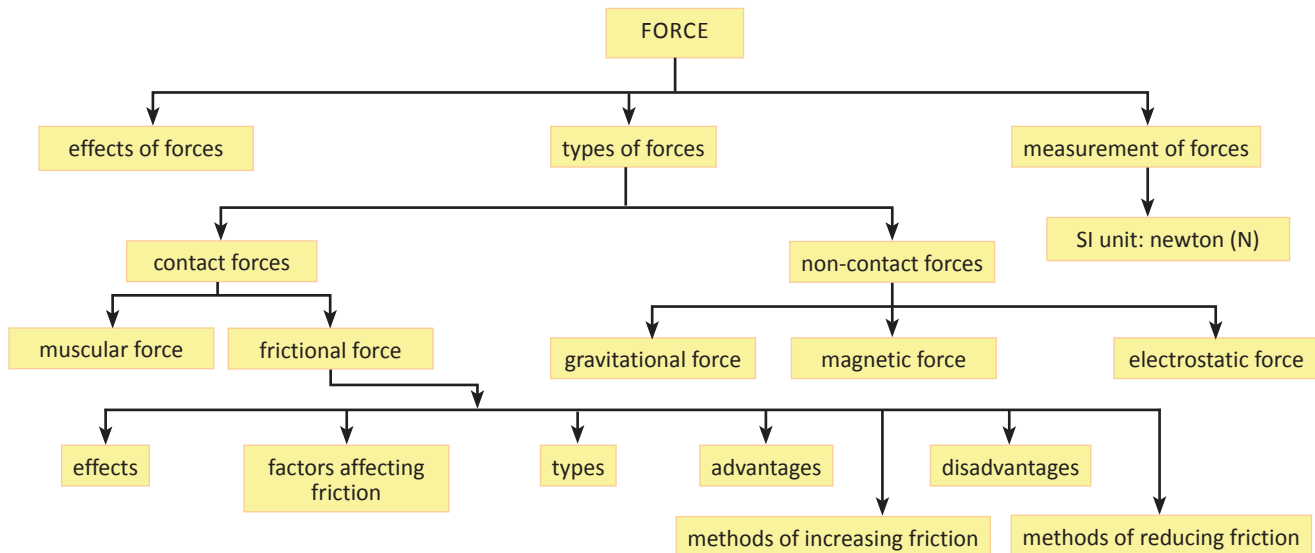 FORCE
effects of forces
types of forces
measurement of forces
SI unit: newton (N)
contact forces
non-contact forces
muscular force
frictional force
gravitational force
magnetic force
electrostatic force
effects
factors affecting
friction
types
advantages
disadvantages
methods of increasing friction
methods of reducing friction